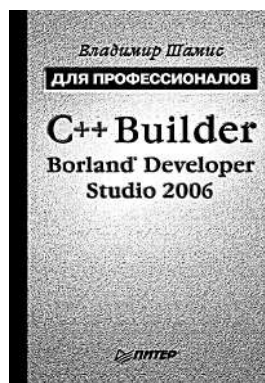 Владимир Шамис
ДЛЯ ПРОФЕССИОНАЛОВ
C++ Builder
Borland® Developer
Studio 2006
ПИТЕР